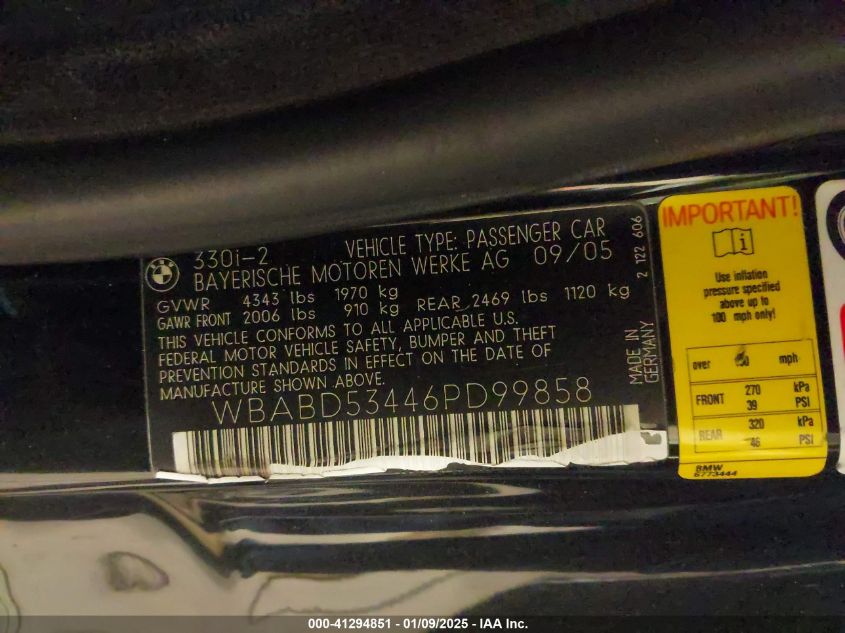 BMW
330i-2 VEHICLE TYPE: PASSENGER CAR
BAYERISCHE MOTOREN WERKE AG 09/05
GVWR 4343 lbs 1970 kg
GAWR FRONT 2006 lbs 910 kg REAR 2469 lbs 1120 kg
THIS VEHICLE CONFORMS TO ALL APPLICABLE U.S.
FEDERAL MOTOR VEHICLE SAFETY, BUMPER AND THEFT
PREVENTION STANDARDS IN EFFECT ON THE DATE OF
MANUFACTURE SHOWN ABOVE.
WBABD53446PD99858
2 122 606
MADE IN
GERMANY
IMPORTANT!
i
Use inflation
pressure specified
above up to
100 mph only!
over mph
FRONT 270 kPa
39 PSI
REAR 320 kPa
46 PSI
BMW
6773444
000-41294851 - 01/09/2025 - IAA, Inc.